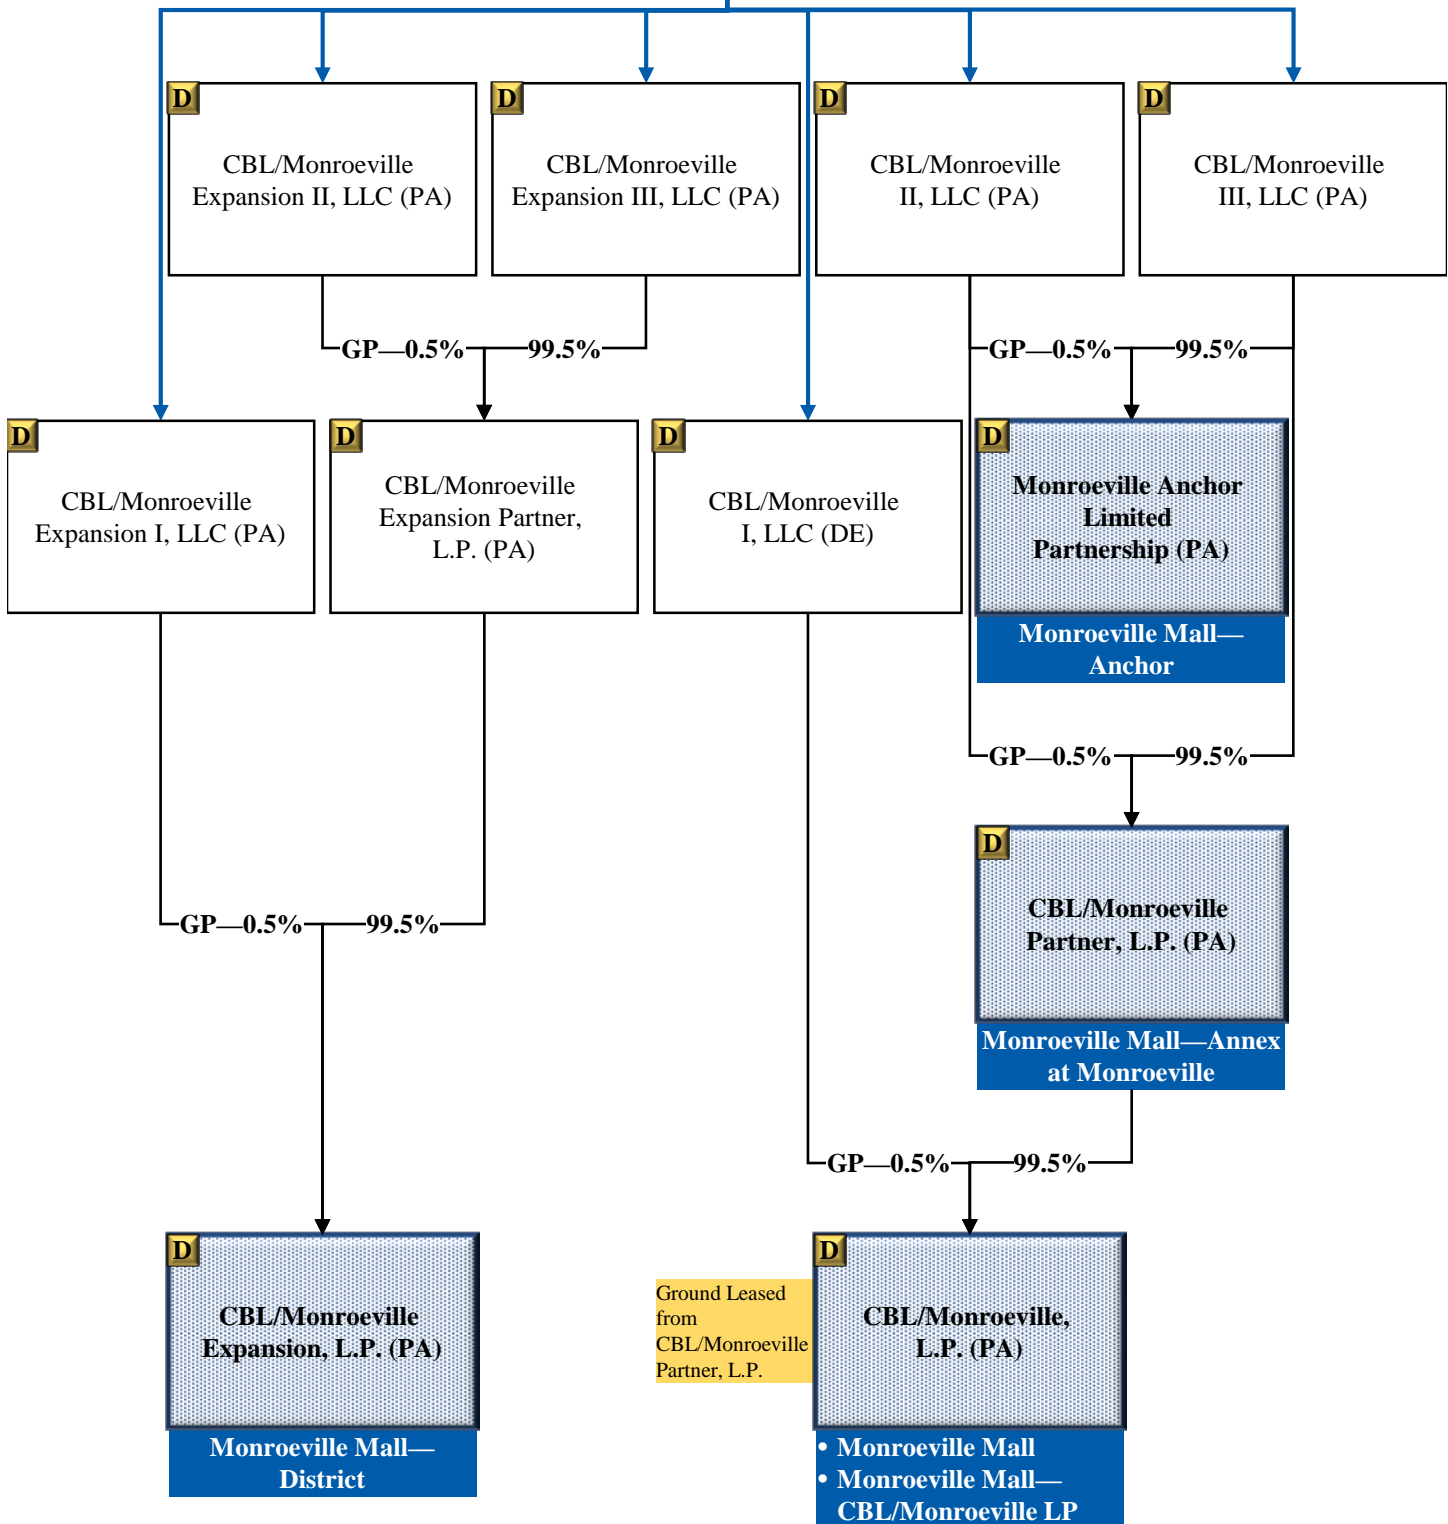 D
CBL/Monroeville
Expansion II, LLC (PA)
D
CBL/Monroeville
Expansion III, LLC (PA)
D
CBL/Monroeville
II, LLC (PA)
D
CBL/Monroeville
III, LLC (PA)
GP—0.5%
99.5%
GP—0.5%
99.5%
D
CBL/Monroeville
Expansion I, LLC (PA)
D
CBL/Monroeville
Expansion Partner,
L.P. (PA)
D
CBL/Monroeville
I, LLC (DE)
D
Monroeville Anchor
Limited
Partnership (PA)
Monroeville Mall—
Anchor
GP—0.5%
99.5%
D
CBL/Monroeville
Partner, L.P. (PA)
Monroeville Mall—Annex
at Monroeville
GP—0.5%
99.5%
GP—0.5%
99.5%
D
CBL/Monroeville
Expansion, L.P. (PA)
Monroeville Mall—
District
Ground Leased
from
CBL/Monroeville
Partner, L.P.
D
CBL/Monroeville,
L.P. (PA)
• Monroeville Mall
• Monroeville Mall—
CBL/Monroeville LP